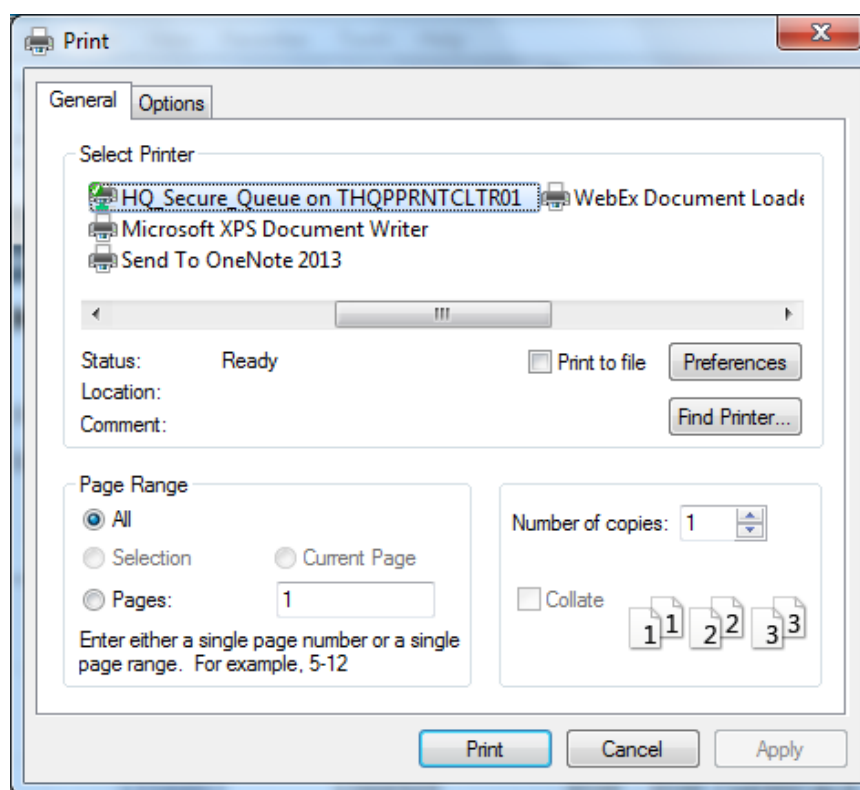 Print
General Options
Select Printer
HQ_Secure_Queue on THQPPRNTCLTR01 WebEx Document Loade
Microsoft XPS Document Writer
Send To OneNote 2013
Status: Ready Print to file Preferences
Location:
Comment: Find Printer...
Page Range
All Number of copies: 1
Selection Current Page
Pages: 1 Collate 1 1 2 2 3 3
Enter either a single page number or a single
page range. For example, 5-12
Print Cancel Apply